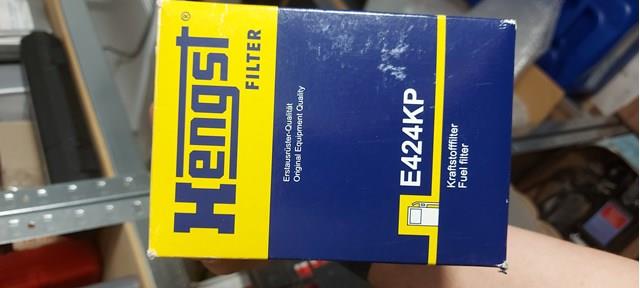 Hengst®
FILTER
Erstausrüster-Qualität
Original Equipment Quality
E424KP
Kraftstofffilter
Fuel filter